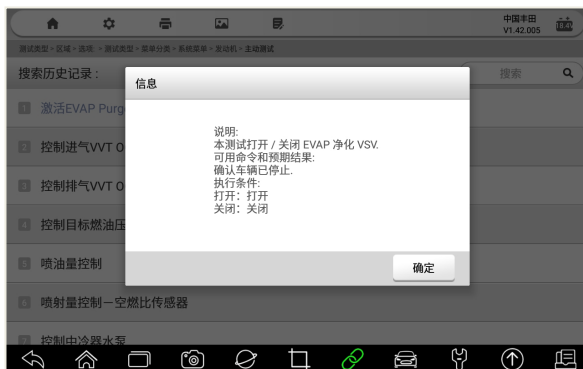 中国丰田
V1.42.005
测试类型 > 区域 > 选项: > 测试类型 > 菜单分类 > 系统菜单 > 发动机 > 主动测试
搜索历史记录 :
搜索
信息
1 激活EVAP Purg
2 控制进气VVT O
3 控制排气VVT O
4 控制目标燃油压
5 喷油量控制
6 喷射量控制－空燃比传感器
7 控制中冷器水泵
说明:
本测试打开 / 关闭 EVAP 净化 VSV.
可用命令和预期结果:
确认车辆已停止.
执行条件:
打开：打开
关闭：关闭
确定